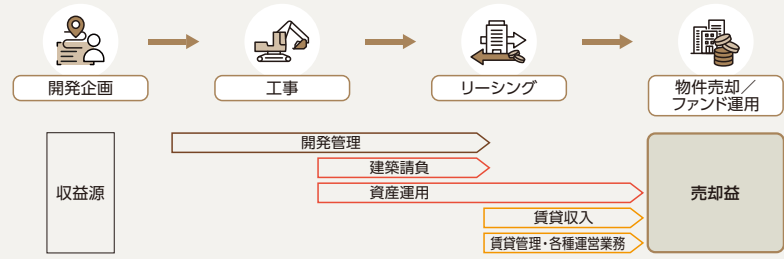 開発企画
工事
リーシング
物件売却／
ファンド運用
収益源
開発管理
建築請負
資産運用
賃貸収入
賃貸管理・各種運営業務
売却益